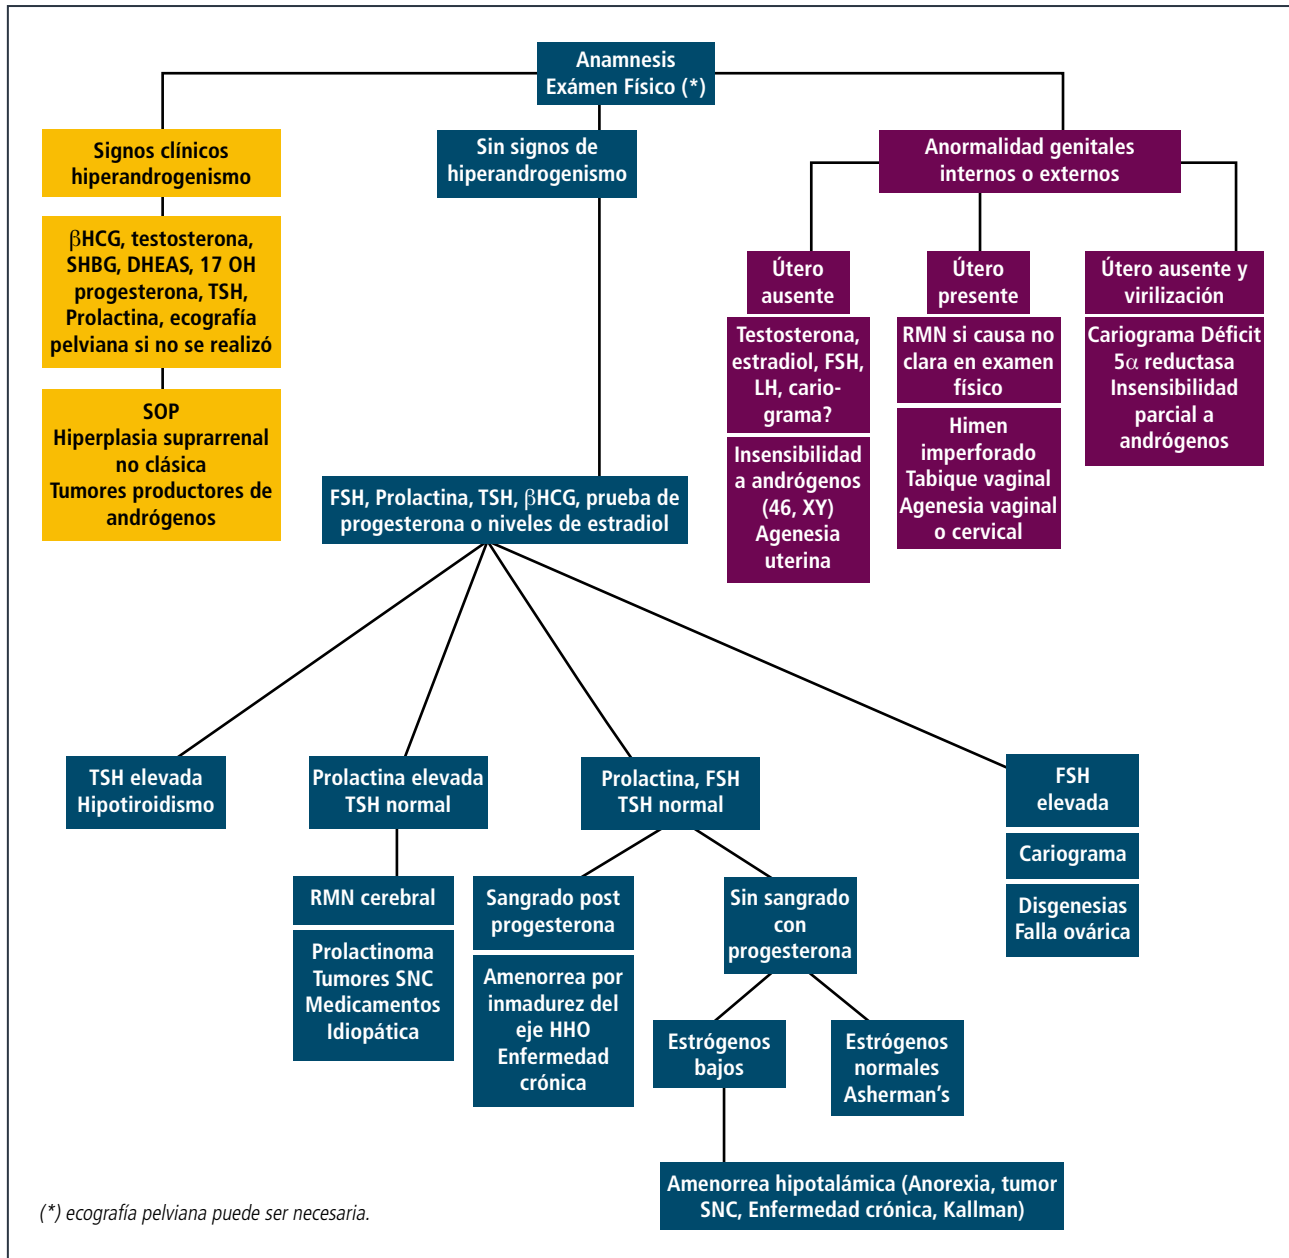 Anamnesis
Exámen Físico (*)
Signos clínicos
hiperandrogenismo
βHCG, testosterona,
SHBG, DHEAS, 17 OH
progesterona, TSH,
Prolactina, ecografía
pelviana si no se realizó
SOP
Hiperplasia suprarrenal
no clásica
Tumores productores de
andrógenos
Sin signos de
hiperandrogenismo
FSH, Prolactina, TSH, βHCG, prueba de
progesterona o niveles de estradiol
Anormalidad genitales
internos o externos
Útero
ausente
Testosterona,
estradiol, FSH,
LH, cario-
grama?
Insensibilidad
a andrógenos
(46, XY)
Agenesia
uterina
Útero
presente
RMN si causa no
clara en examen
físico
Himen
imperforado
Tabique vaginal
Agenesia vaginal
o cervical
Útero ausente y
virilización
Cariograma Déficit
5α reductasa
Insensibilidad
parcial a
andrógenos
TSH elevada
Hipotiroidismo
Prolactina elevada
TSH normal
RMN cerebral
Prolactinoma
Tumores SNC
Medicamentos
Idiopática
Prolactina, FSH
TSH normal
Sangrado post
progesterona
Amenorrea por
inmadurez del
eje HHO
Enfermedad
crónica
Sin sangrado
con
progesterona
Estrógenos
bajos
Estrógenos
normales
Asherman’s
Amenorrea hipotalámica (Anorexia, tumor
SNC, Enfermedad crónica, Kallman)
FSH
elevada
Cariograma
Disgenesias
Falla ovárica
(*) ecografía pelviana puede ser necesaria.